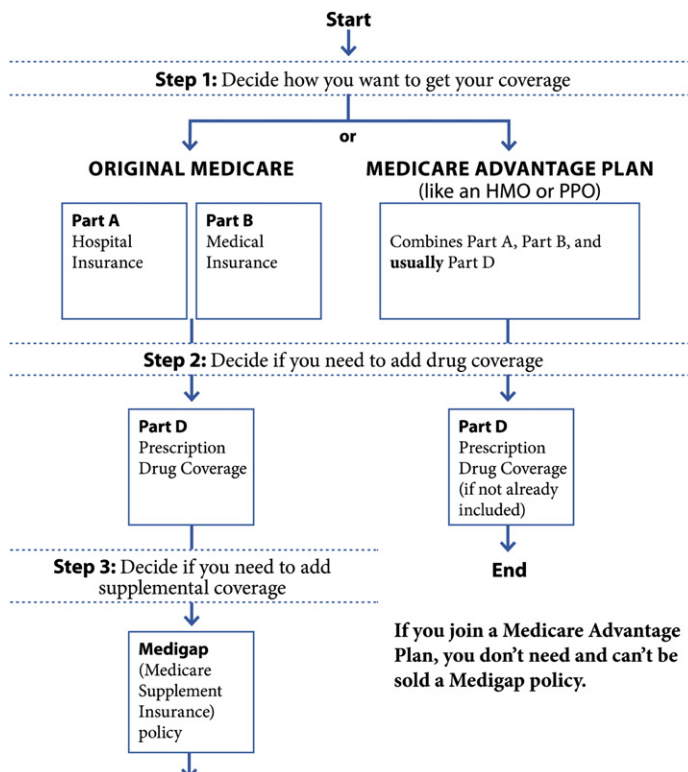 Start
Step 1: Decide how you want to get your coverage
or
ORIGINAL MEDICARE
Part A
Hospital
Insurance
Part B
Medical
Insurance
MEDICARE ADVANTAGE PLAN
(like an HMO or PPO)
Combines Part A, Part B, and
usually Part D
Step 2: Decide if you need to add drug coverage
Part D
Prescription
Drug Coverage
Part D
Prescription
Drug Coverage
(if not already
included)
Step 3: Decide if you need to add
supplemental coverage
End
Medigap
(Medicare
Supplement
Insurance)
policy
If you join a Medicare Advantage
Plan, you don't need and can't be
sold a Medigap policy.